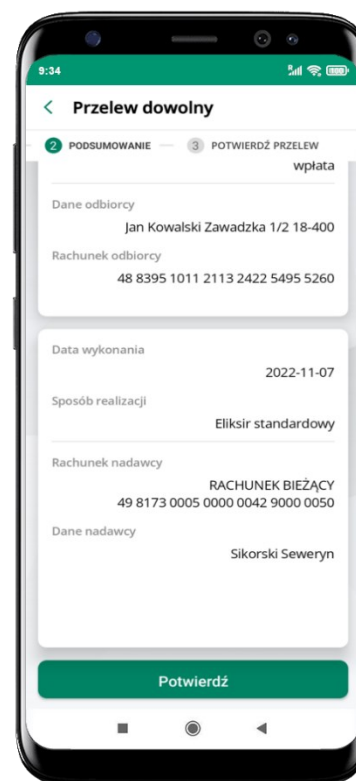 9:34
100
Przelew dowolny
2 PODSUMOWANIE 3 POTWIERDŹ PRZELEW
wpłata
Dane odbiorcy
Jan Kowalski Zawadzka 1/2 18-400
Rachunek odbiorcy
48 8395 1011 2113 2422 5495 5260
Data wykonania
2022-11-07
Sposób realizacji
Eliksir standardowy
Rachunek nadawcy
RACHUNEK BIEŻĄCY
49 8173 0005 0000 0042 9000 0050
Dane nadawcy
Sikorski Seweryn
Potwierdź